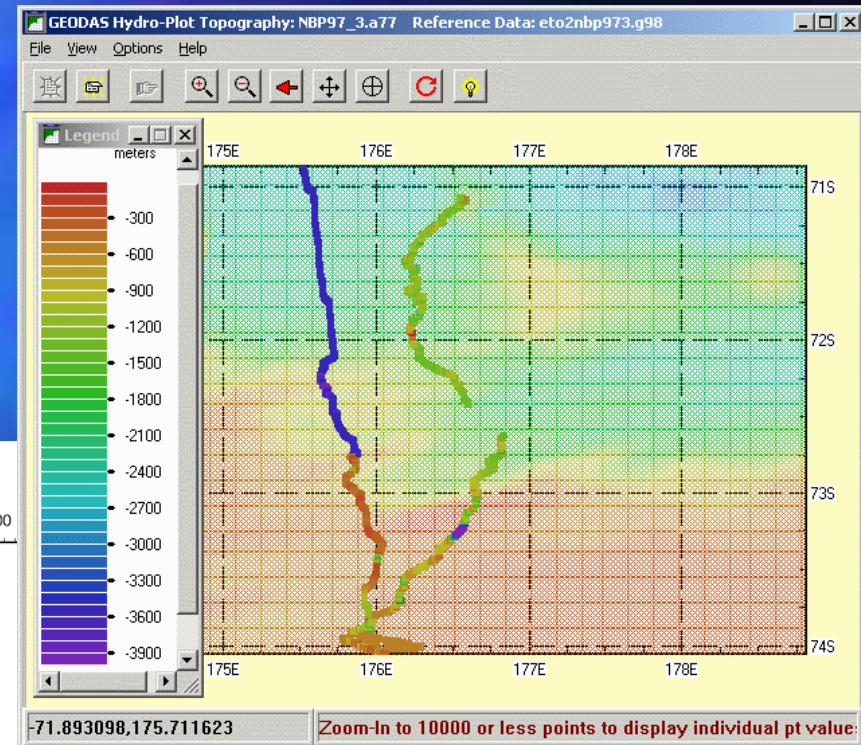 GEODAS Hydro-Plot Topography: NBP97_3.a77 Reference Data: eto2nbp973.g98
File View Options Help
Legend
meters
-300
-600
-900
-1200
-1500
-1800
-2100
-2400
-2700
-3000
-3300
-3600
-3900
175E 176E 177E 178E
71S
72S
73S
74S
175E 176E 177E 178E
-71.893098,175.711623 Zoom-In to 10000 or less points to display individual pt value